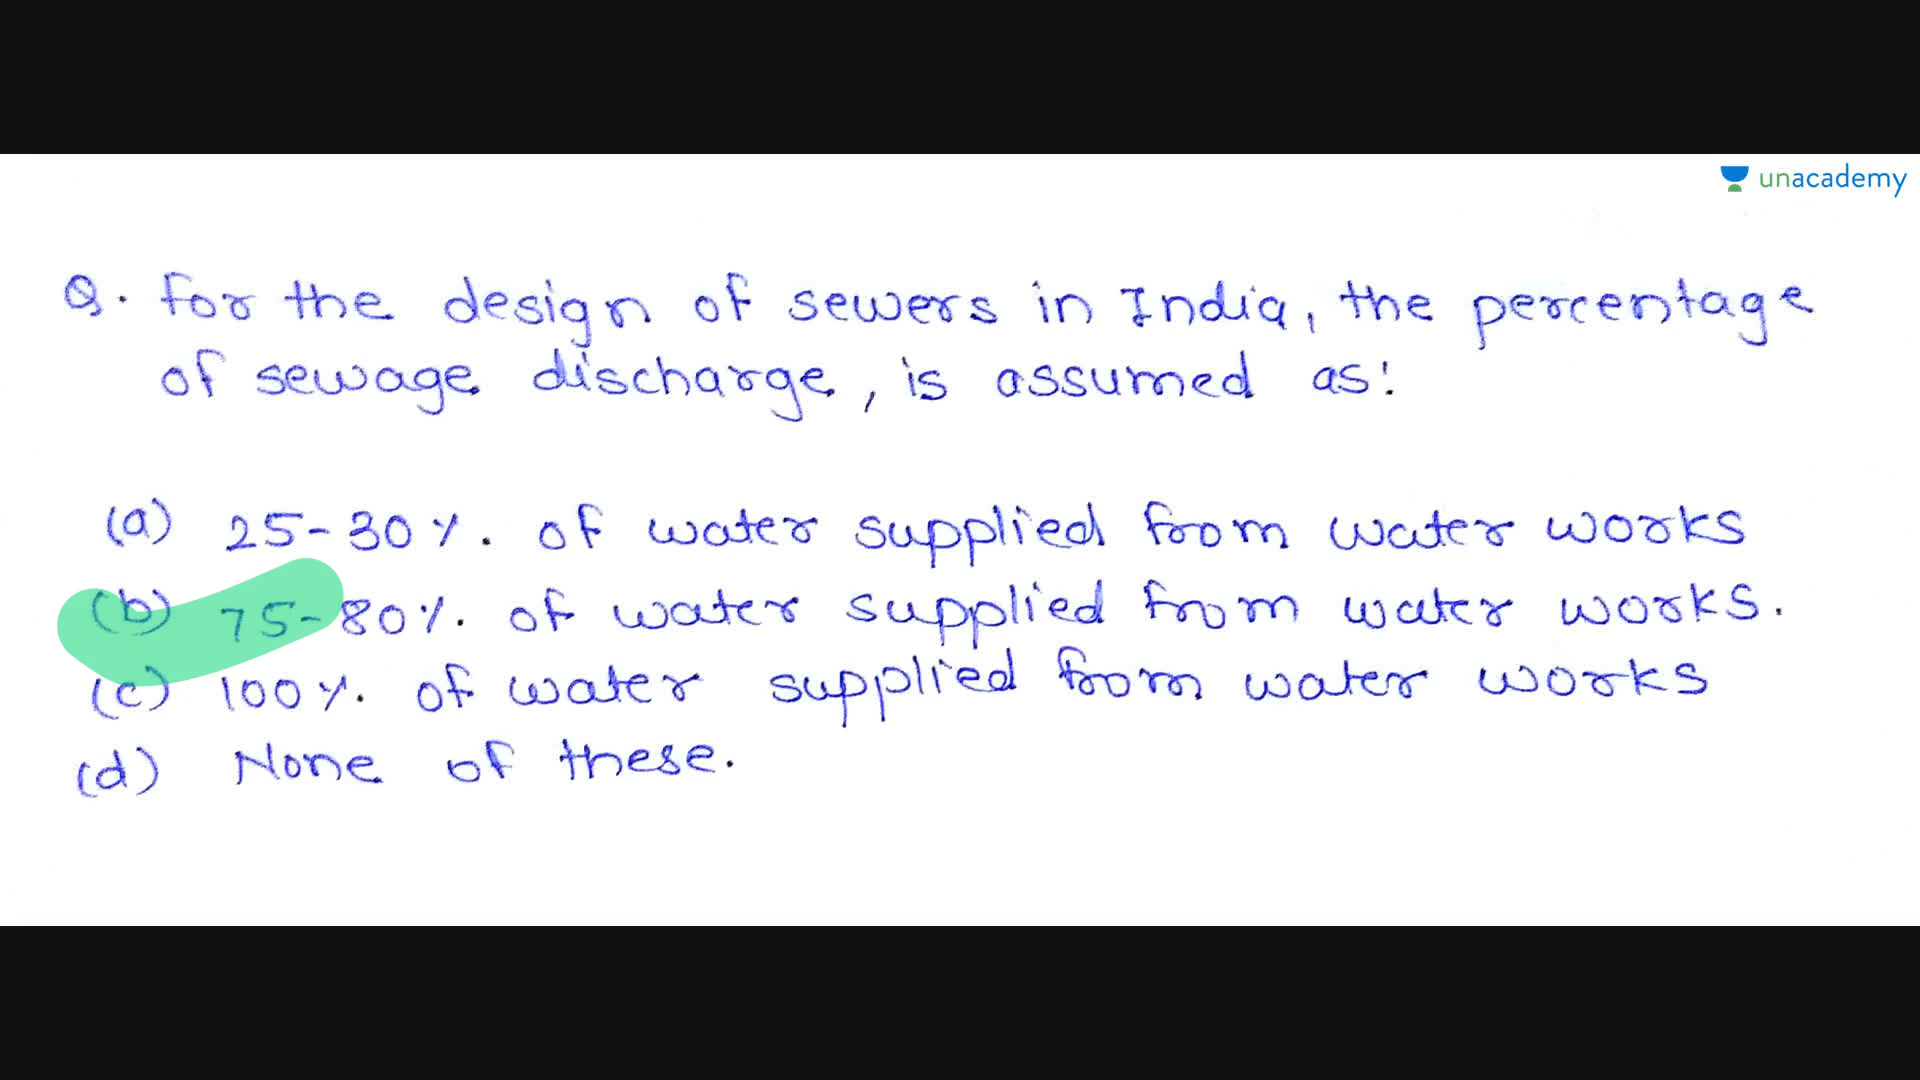 unacademy
Q. For the design of sewers in India, the percentage
of sewage discharge, is assumed as:
(a) 25-30%. of water supplied from water works
(b) 75-80%. of water supplied from water works.
(c) 100%. of water supplied from water works
(d) None of these.